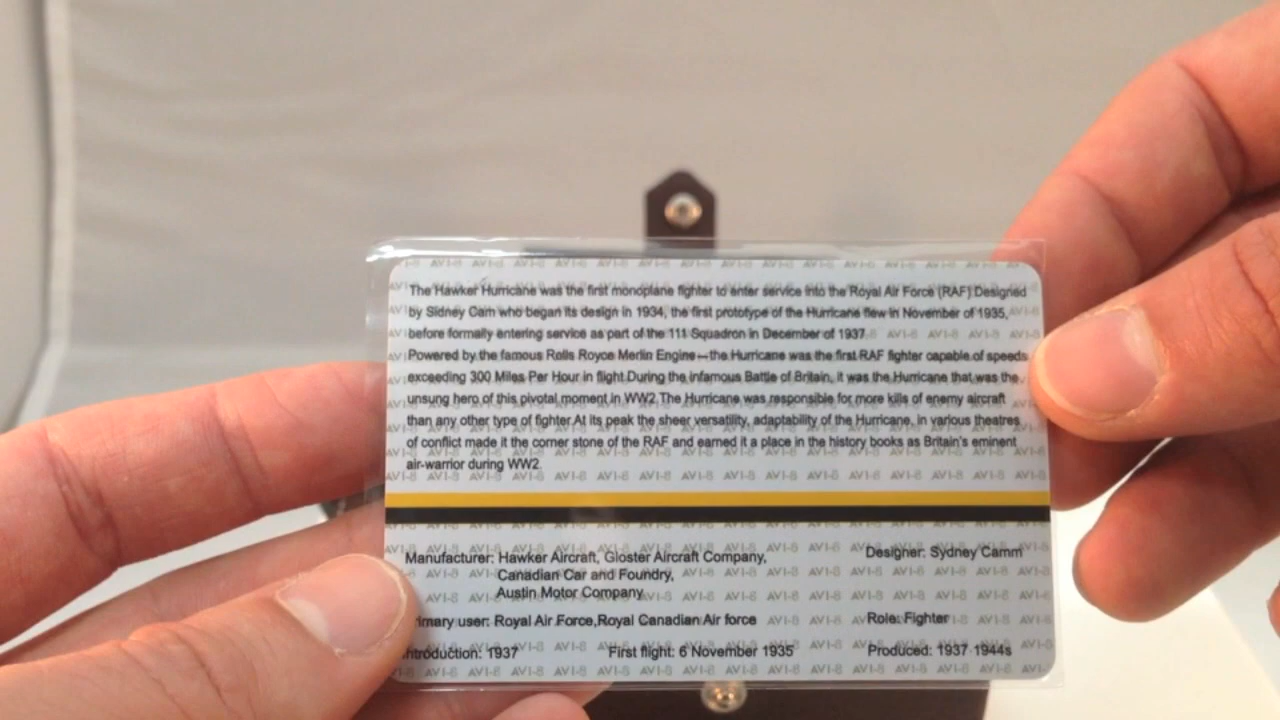 The Hawker Hurricane was the first monoplane fighter to enter service into the Royal Air Force (RAF).Designed
by Sidney Cam who began its design in 1934, the first prototype of the Hurricane flew in November of 1935,
before formally entering service as part of the 111 Squadron in December of 1937.
Powered by the famous Rolls Royce Merlin Engine—the Hurricane was the first RAF fighter capable of speeds
exceeding 300 Miles Per Hour in flight.During the infamous Battle of Britain, it was the Hurricane that was the
unsung hero of this pivotal moment in WW2.The Hurricane was responsible for more kills of enemy aircraft
than any other type of fighter.At its peak the sheer versatility, adaptability of the Hurricane, in various theatres
of conflict made it the corner stone of the RAF and earned it a place in the history books as Britain's eminent
air-warrior during WW2.
Manufacturer: Hawker Aircraft, Gloster Aircraft Company, Designer: Sydney Camm
Canadian Car and Foundry,
Austin Motor Company
imary user: Royal Air Force,Royal Canadian Air force Role: Fighter
ntroduction: 1937 First flight: 6 November 1935 Produced: 1937 1944s